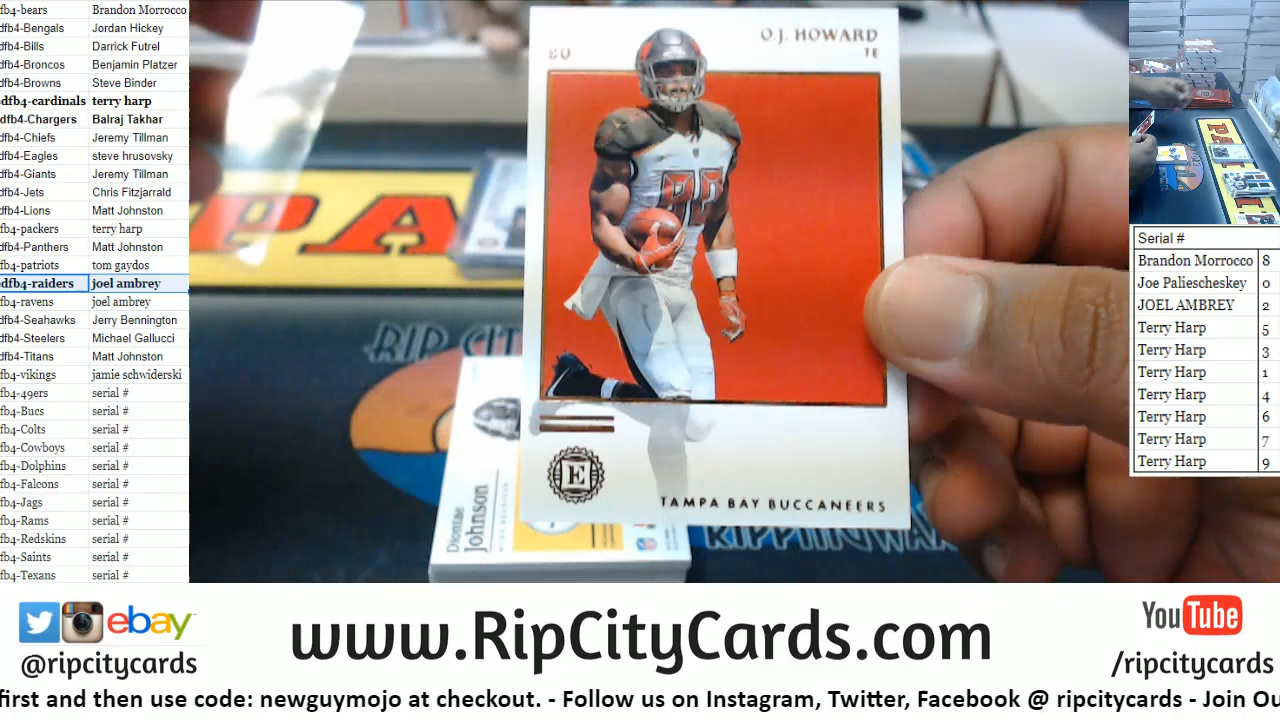 fb4-bears Brandon Morrocco
dfb4-Bengals Jordan Hickey
dfb4-Bills Darrick Futrel
dfb4-Broncos Benjamin Platzer
dfb4-Browns Steve Binder
dfb4-cardinals terry harp
dfb4-Chargers Balraj Takhar
dfb4-Chiefs Jeremy Tillman
dfb4-Eagles steve hrusovsky
dfb4-Giants Jeremy Tillman
dfb4-Jets Chris Fitzjarrald
dfb4-Lions Matt Johnston
fb4-packers terry harp
dfb4-Panthers Matt Johnston
fb4-patriots tom gaydos
dfb4-raiders joel ambrey
fb4-ravens joel ambrey
dfb4-Seahawks Jerry Bennington
dfb4-Steelers Michael Gallucci
dfb4-Titans Matt Johnston
fb4-vikings jamie schwiderski
fb4-49ers serial #
fb4-Bucs serial #
fb4-Colts serial #
fb4-Cowboys serial #
fb4-Dolphins serial #
fb4-Falcons serial #
fb4-Jags serial #
fb4-Rams serial #
fb4-Redskins serial #
fb4-Saints serial #
fb4-Texans serial #
80 O.J. HOWARD
TE
80
E
TAMPA BAY BUCCANEERS
PA
RIP CIT
Diontae
Johnson
Serial #
Brandon Morrocco 8
Joe Paliescheskey 0
JOEL AMBREY 2
Terry Harp 5
Terry Harp 3
Terry Harp 1
Terry Harp 4
Terry Harp 6
Terry Harp 7
Terry Harp 9
ebay
@ripcitycards
www.RipCityCards.com
YouTube
/ripcitycards
first and then use code: newguymojo at checkout. - Follow us on Instagram, Twitter, Facebook @ ripcitycards - Join Ou